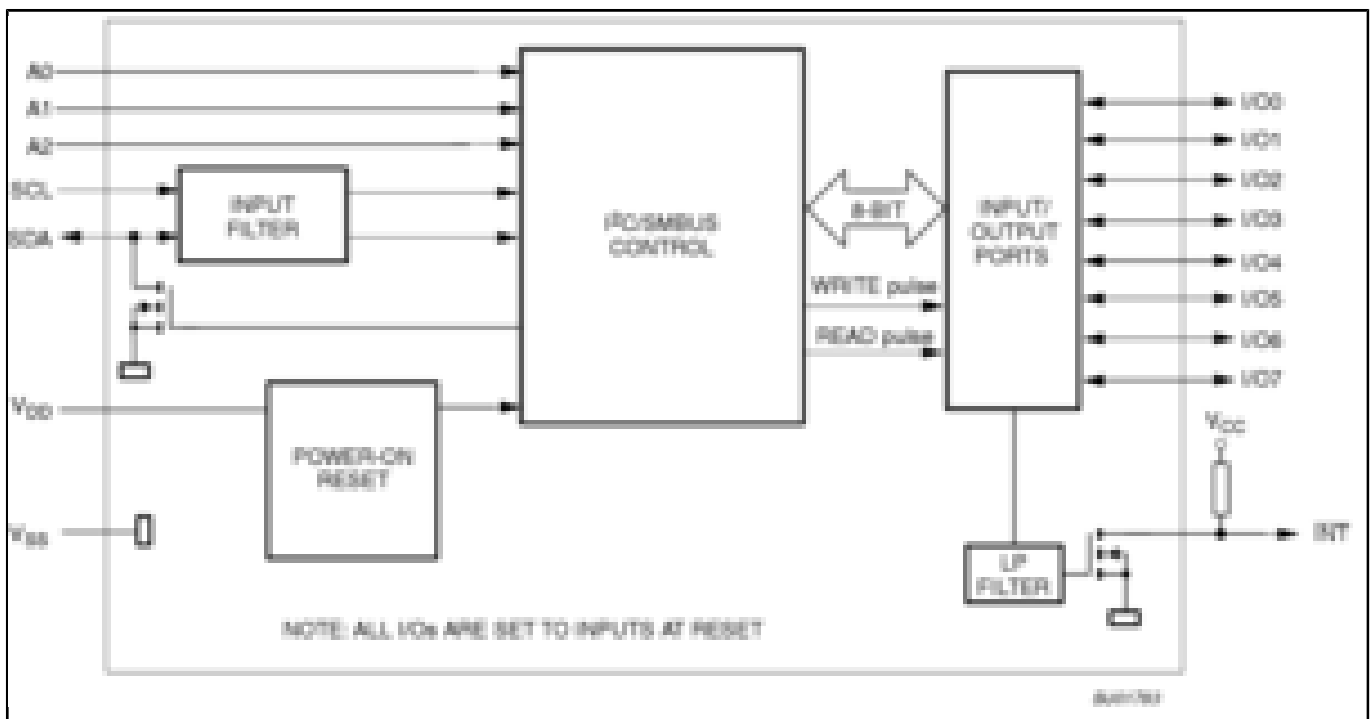 A0
A1
A2
SCL
SDA
INPUT
FILTER
I²C/SMBUS
CONTROL
8-BIT
WRITE pulse
READ pulse
INPUT/
OUTPUT
PORTS
I/O0
I/O1
I/O2
I/O3
I/O4
I/O5
I/O6
I/O7
VDD
POWER-ON
RESET
VSS
VCC
INT
LP
FILTER
NOTE: ALL I/Os ARE SET TO INPUTS AT RESET